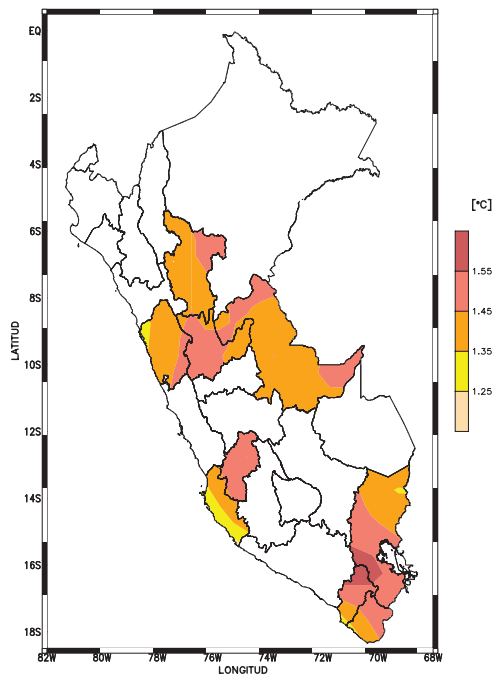 EQ
2S
4S
6S
8S
10S
12S
14S
16S
18S
LATITUD
82W 80W 78W 76W 74W 72W 70W 68W
LONGITUD
[°C]
1.55
1.45
1.35
1.25